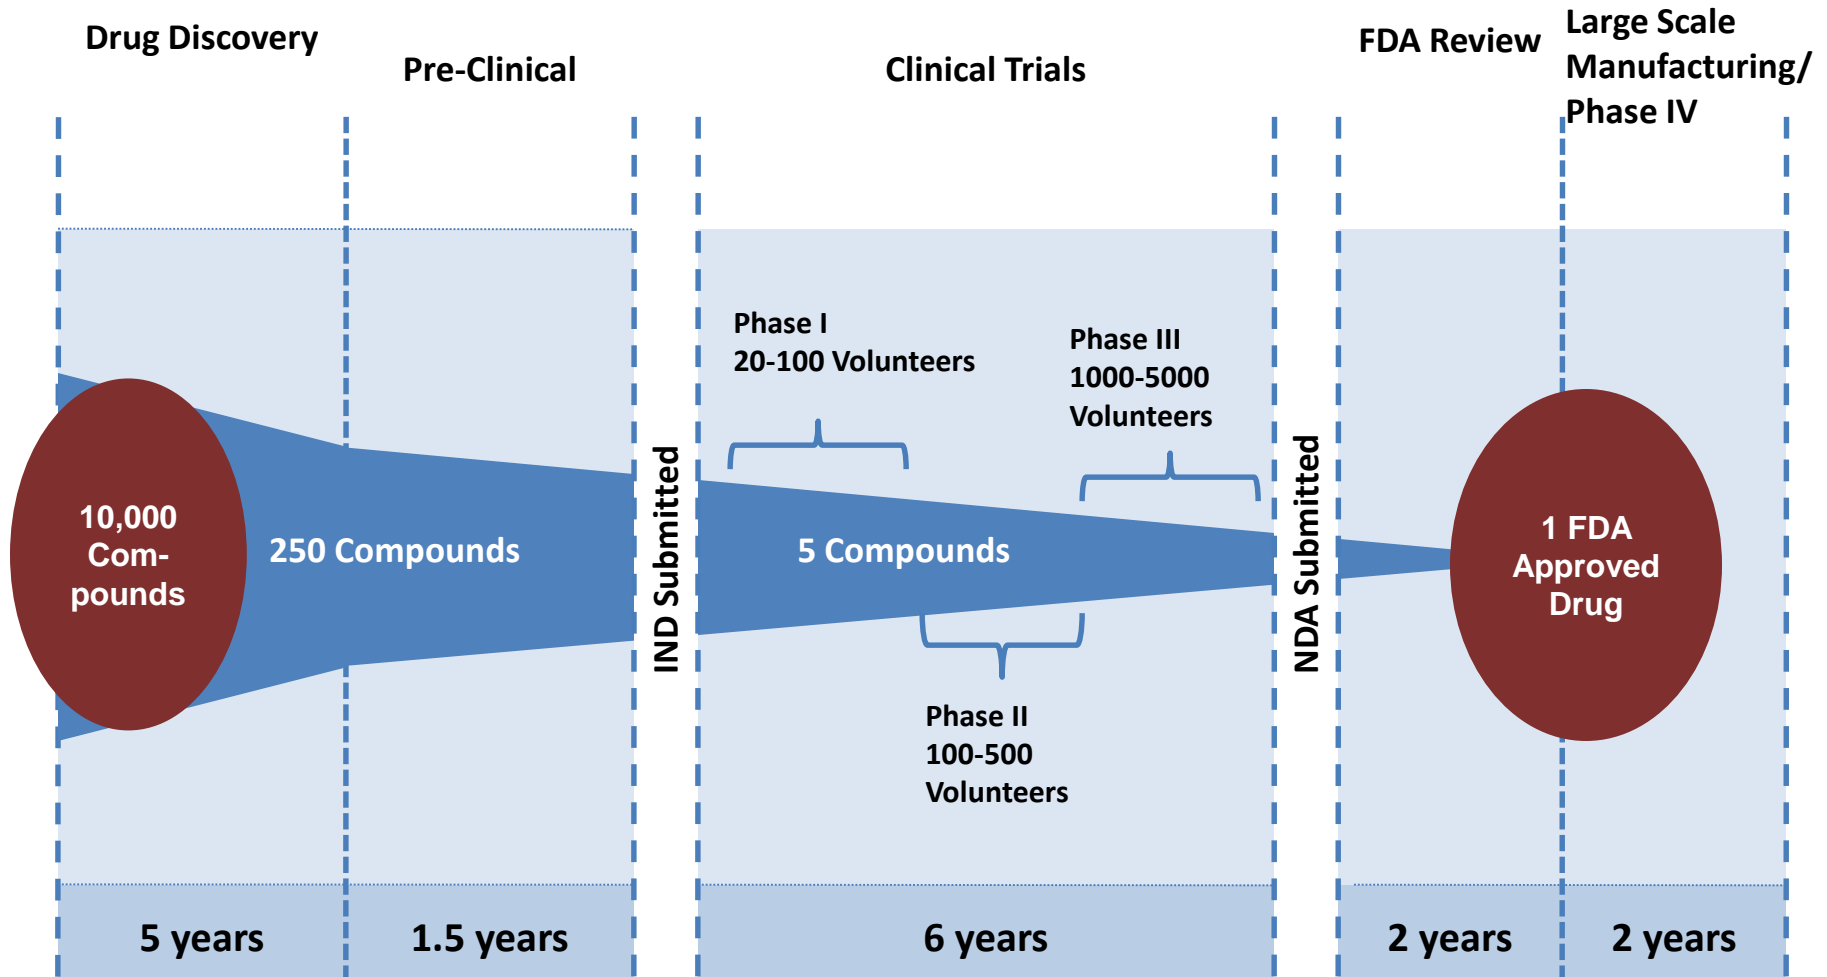 Drug Discovery
Pre-Clinical
Clinical Trials
FDA Review
Large Scale
Manufacturing/
Phase IV
10,000
Com-
pounds
250 Compounds
IND Submitted
Phase I
20-100 Volunteers
5 Compounds
Phase II
100-500
Volunteers
Phase III
1000-5000
Volunteers
NDA Submitted
1 FDA
Approved
Drug
5 years
1.5 years
6 years
2 years
2 years